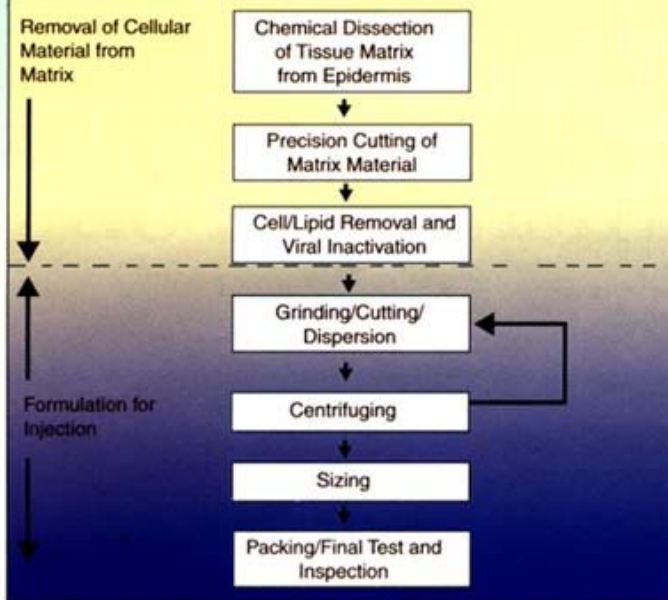 Removal of Cellular
Material from
Matrix
Chemical Dissection
of Tissue Matrix
from Epidermis
Precision Cutting of
Matrix Material
Cell/Lipid Removal and
Viral Inactivation
Grinding/Cutting/
Dispersion
Formulation for
Injection
Centrifuging
Sizing
Packing/Final Test and
Inspection